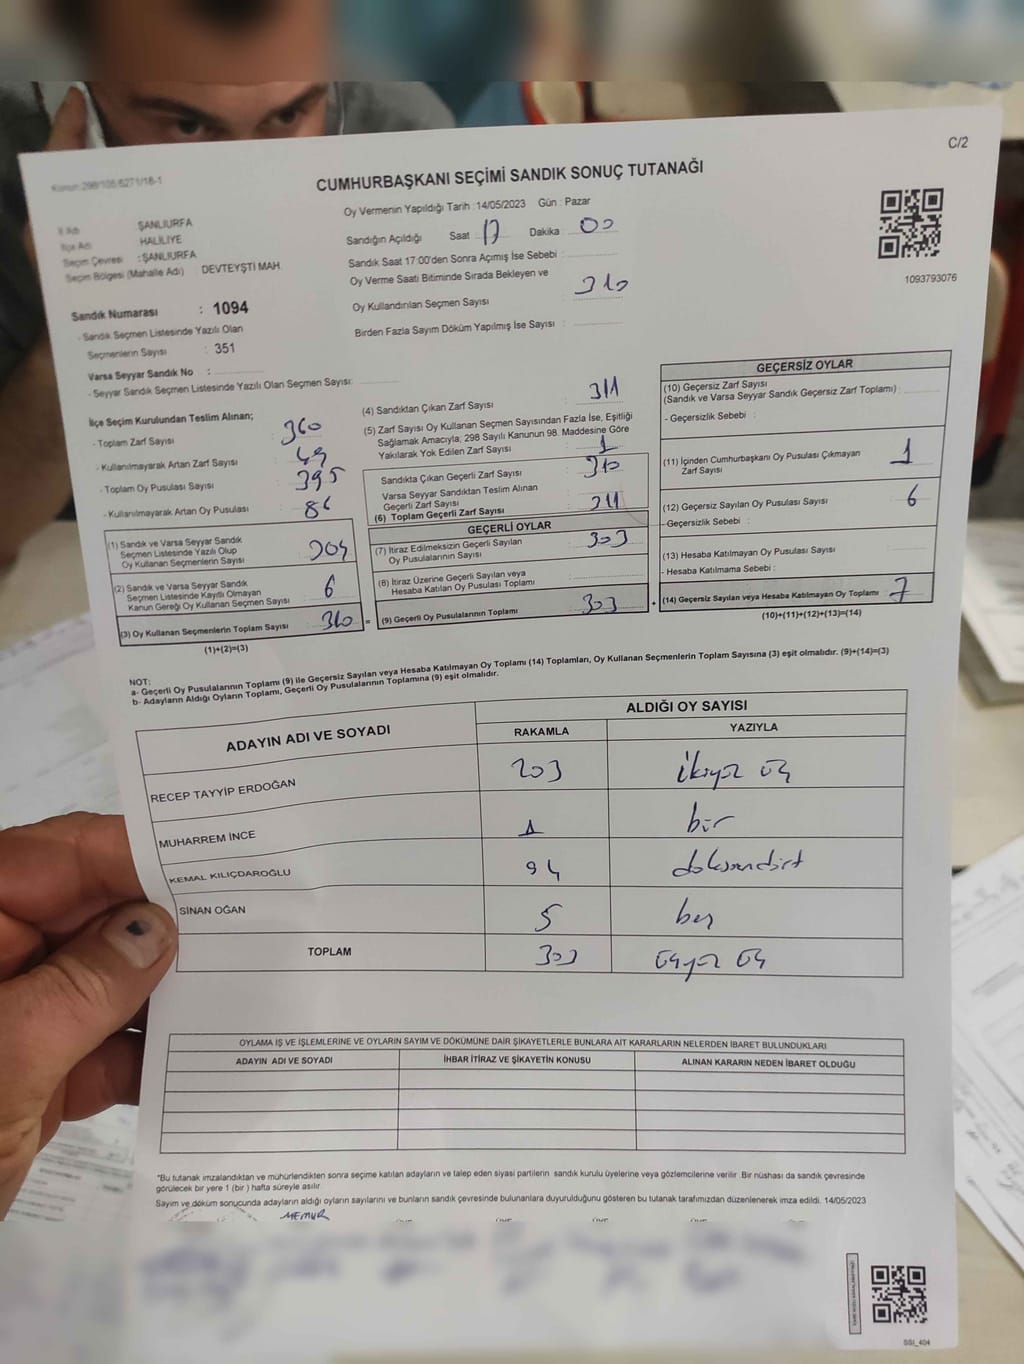 C/2
Kanun:298/105,6271/18-1
CUMHURBAŞKANI SEÇİMİ SANDIK SONUÇ TUTANAĞI
Oy Vermenin Yapıldığı Tarih : 14/05/2023 Gün : Pazar
İl Adı : ŞANLIURFA
İlçe Adı : HALİLİYE
Seçim Çevresi : ŞANLIURFA
Seçim Bölgesi (Mahalle Adı) DEVTEYŞTİ MAH.
Sandığın Açıldığı Saat 17 Dakika 00
Sandık Saat 17:00'den Sonra Açımış İse Sebebi :
Oy Verme Saati Bitiminde Sırada Bekleyen ve
Oy Kullandırılan Seçmen Sayısı : 310
Birden Fazla Sayım Döküm Yapılmış İse Sayısı :
1093793076
Sandık Numarası : 1094
- Sandık Seçmen Listesinde Yazılı Olan
Seçmenlerin Sayısı : 351
Varsa Seyyar Sandık No :
- Seyyar Sandık Seçmen Listesinde Yazılı Olan Seçmen Sayısı:
İlçe Seçim Kurulundan Teslim Alınan;
- Toplam Zarf Sayısı : 360
- Kullanılmayarak Artan Zarf Sayısı : 49
- Toplam Oy Pusulası Sayısı : 395
- Kullanılmayarak Artan Oy Pusulası : 86
(1) Sandık ve Varsa Seyyar Sandık
Seçmen Listesinde Yazılı Olup
Oy Kullanan Seçmenlerin Sayısı : 304
(2) Sandık ve Varsa Seyyar Sandık
Seçmen Listesinde Kayıtlı Olmayan
Kanun Gereği Oy Kullanan Seçmen Sayısı : 6
(3) Oy Kullanan Seçmenlerin Toplam Sayısı : 310
(1)+(2)=(3)
(4) Sandıktan Çıkan Zarf Sayısı : 311
(5) Zarf Sayısı Oy Kullanan Seçmen Sayısından Fazla İse, Eşitliği
Sağlamak Amacıyla, 298 Sayılı Kanunun 98. Maddesine Göre
Yakılarak Yok Edilen Zarf Sayısı : 1
Sandıkta Çıkan Geçerli Zarf Sayısı : 310
Varsa Seyyar Sandıktan Teslim Alınan
Geçerli Zarf Sayısı :
(6) Toplam Geçerli Zarf Sayısı : 311
GEÇERLİ OYLAR
(7) İtiraz Edilmeksizin Geçerli Sayılan
Oy Pusulalarının Sayısı : 303
(8) İtiraz Üzerine Geçerli Sayılan veya
Hesaba Katılan Oy Pusulası Toplamı :
= (9) Geçerli Oy Pusulalarının Toplamı : 303 +
GEÇERSİZ OYLAR
(10) Geçersiz Zarf Sayısı
(Sandık ve Varsa Seyyar Sandık Geçersiz Zarf Toplamı) :
- Geçersizlik Sebebi :
(11) İçinden Cumhurbaşkanı Oy Pusulası Çıkmayan
Zarf Sayısı : 1
(12) Geçersiz Sayılan Oy Pusulası Sayısı : 6
- Geçersizlik Sebebi :
(13) Hesaba Katılmayan Oy Pusulası Sayısı :
- Hesaba Katılmama Sebebi :
(14) Geçersiz Sayılan veya Hesaba Katılmayan Oy Toplamı : 7
(10)+(11)+(12)+(13)=(14)
NOT:
a- Geçerli Oy Pusulalarının Toplamı (9) ile Geçersiz Sayılan veya Hesaba Katılmayan Oy Toplamı (14) Toplamları, Oy Kullanan Seçmenlerin Toplam Sayısına (3) eşit olmalıdır. (9)+(14)=(3)
b- Adayların Aldığı Oyların Toplamı, Geçerli Oy Pusulalarının Toplamına (9) eşit olmalıdır.
ADAYIN ADI VE SOYADI
ALDIĞI OY SAYISI
RAKAMLA YAZIYLA
RECEP TAYYİP ERDOĞAN 203 ikiyüz üç
MUHARREM İNCE 1 bir
KEMAL KILIÇDAROĞLU 94 doksandört
SİNAN OĞAN 5 beş
TOPLAM 303 üçyüz üç
OYLAMA İŞ VE İŞLEMLERİNE VE OYLARIN SAYIM VE DÖKÜMÜNE DAİR ŞİKAYETLERLE BUNLARA AİT KARARLARIN NELERDEN İBARET BULUNDUKLARI
ADAYIN ADI VE SOYADI İHBAR İTİRAZ VE ŞİKAYETİN KONUSU ALINAN KARARIN NEDEN İBARET OLDUĞU
*Bu tutanak imzalandıktan ve mühürlendikten sonra seçime katılan adayların ve talep eden siyasi partilerin sandık kurulu üyelerine veya gözlemcilerine verilir. Bir nüshası da sandık çevresinde
görülecek bir yere 1 (bir ) hafta süreyle asılır.
Sayım ve döküm sonucunda adayların aldığı oyların sayılarını ve bunların sandık çevresinde bulunanlara duyurulduğunu gösteren bu tutanak tarafımızdan düzenlenerek imza edildi. 14/05/2023
MEMUR
SSI_404